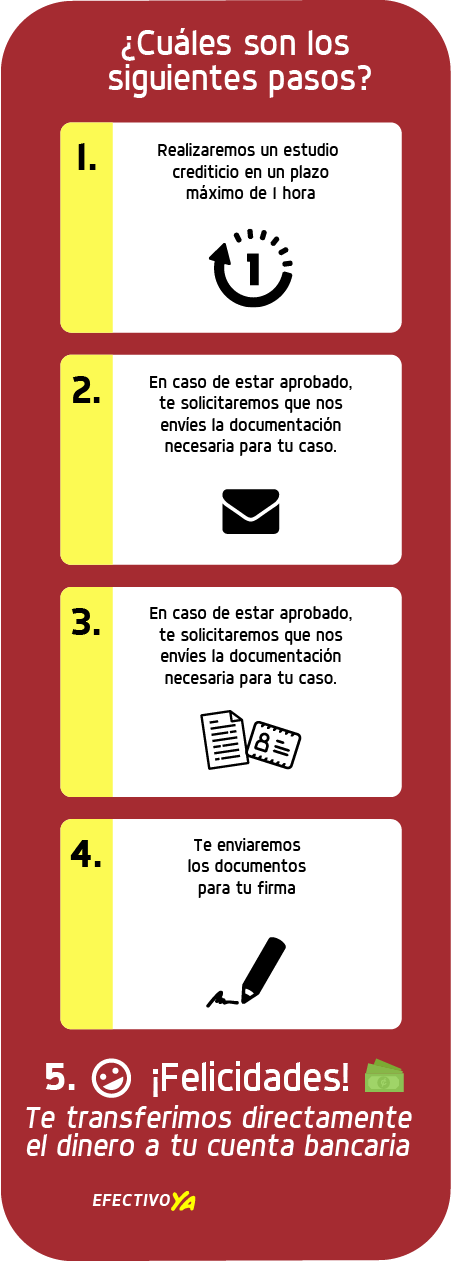 ¿Cuáles son los
siguientes pasos?
1.
Realizaremos un estudio
crediticio en un plazo
máximo de 1 hora
1
2.
En caso de estar aprobado,
te solicitaremos que nos
envíes la documentación
necesaria para tu caso.
3.
En caso de estar aprobado,
te solicitaremos que nos
envíes la documentación
necesaria para tu caso.
4.
Te enviaremos
los documentos
para tu firma
5. ¡Felicidades!
Te transferimos directamente
el dinero a tu cuenta bancaria
EFECTIVOYA